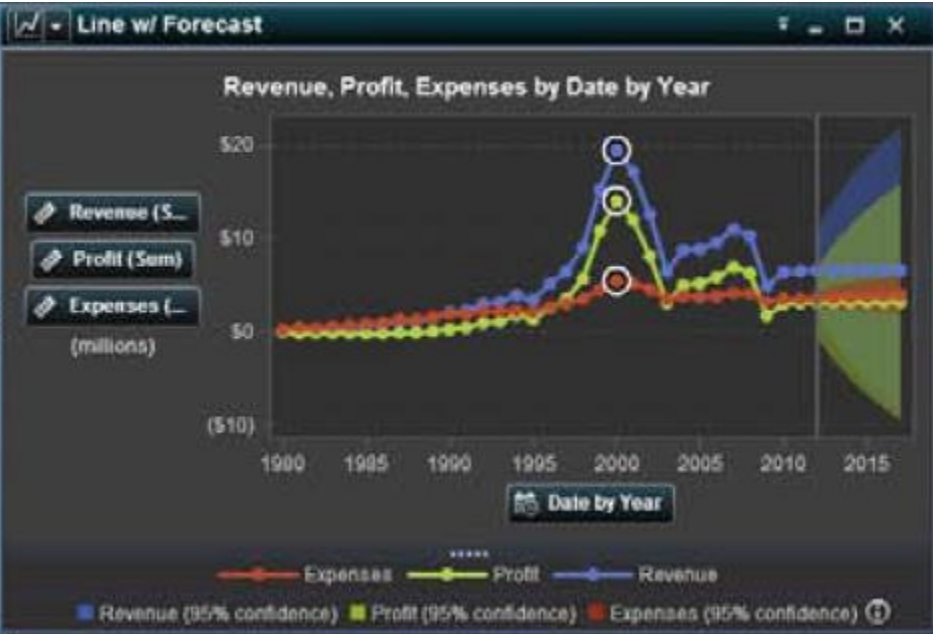 Line w/ Forecast
Revenue, Profit, Expenses by Date by Year
$20
Revenue (S...
$10
Profit (Sum)
Expenses (...
$0
(millions)
($10)
1980 1985 1990 1995 2000 2005 2010 2015
Date by Year
Expenses Profit Revenue
Revenue (95% confidence) Profit (95% confidence) Expenses (95% confidence)